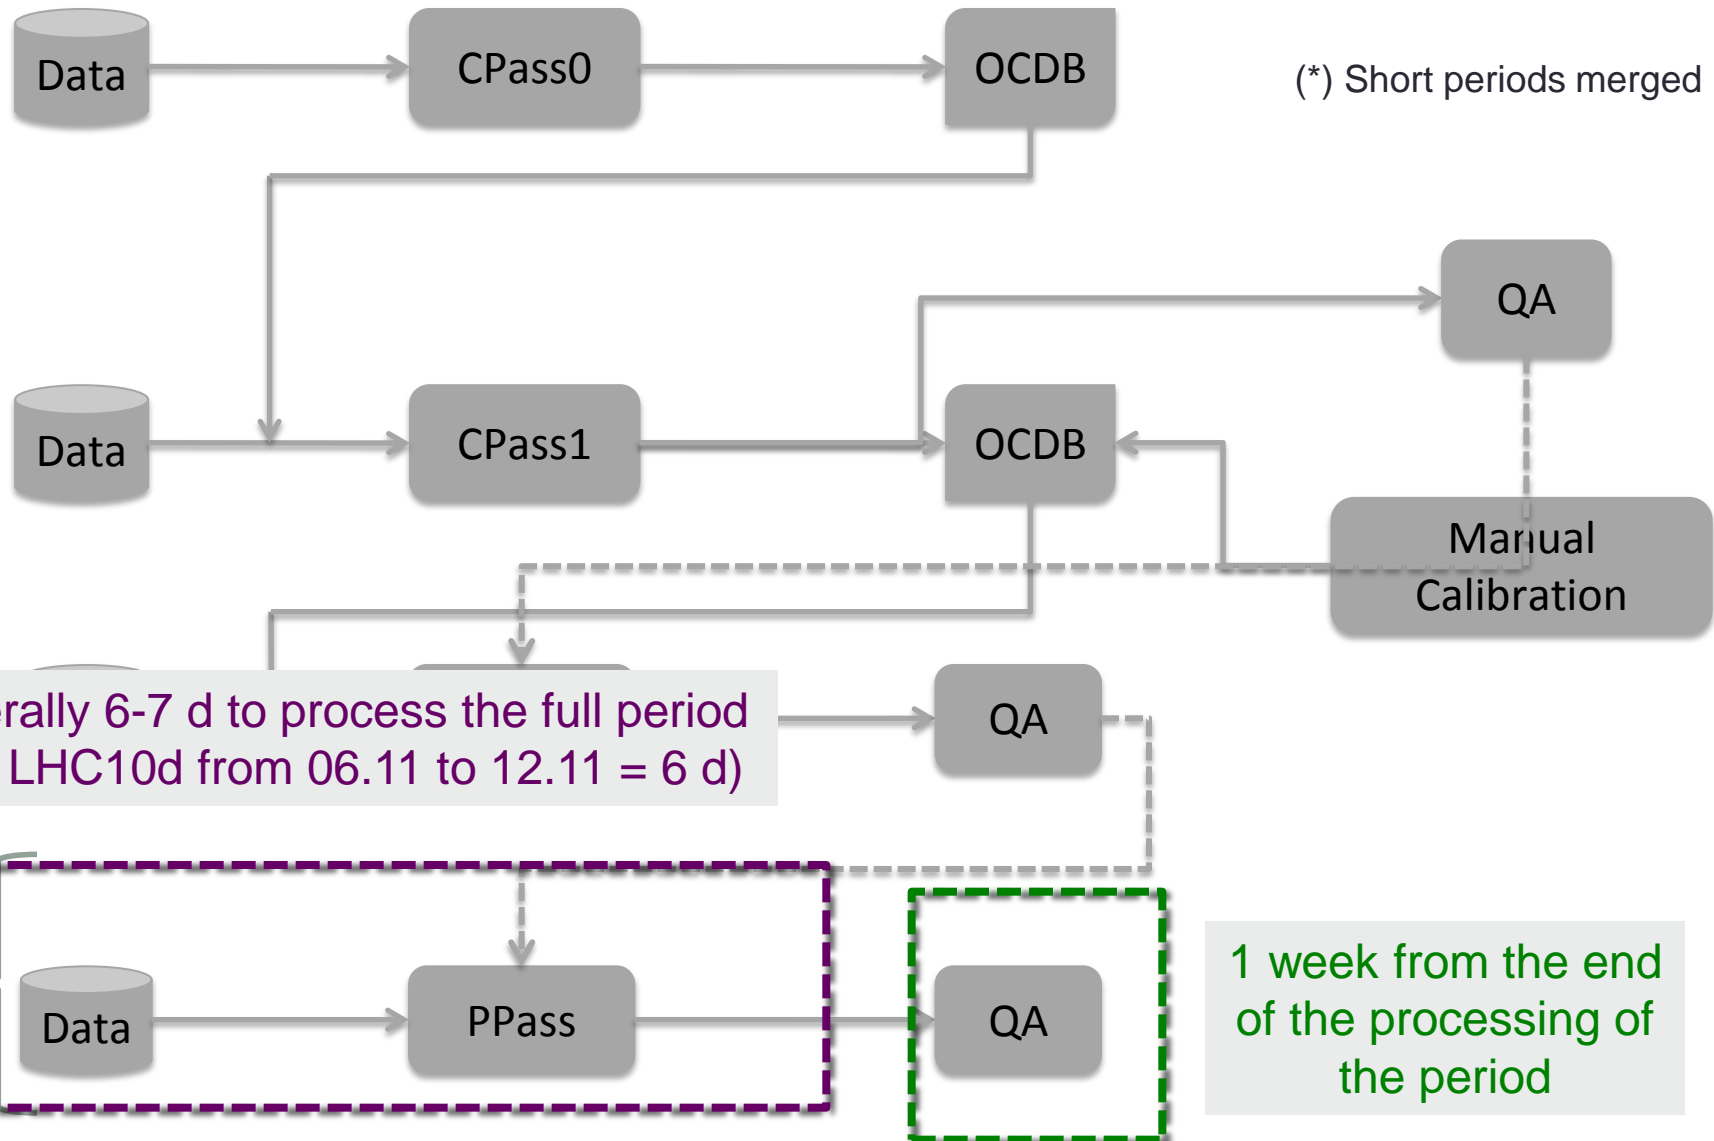 Data
CPass0
OCDB
(*) Short periods merged
QA
Data
CPass1
OCDB
Manual
Calibration
6-7 d to process the full period
LHC10d from 06.11 to 12.11 = 6 d)
QA
Data
PPass
QA
1 week from the end
of the processing of
the period